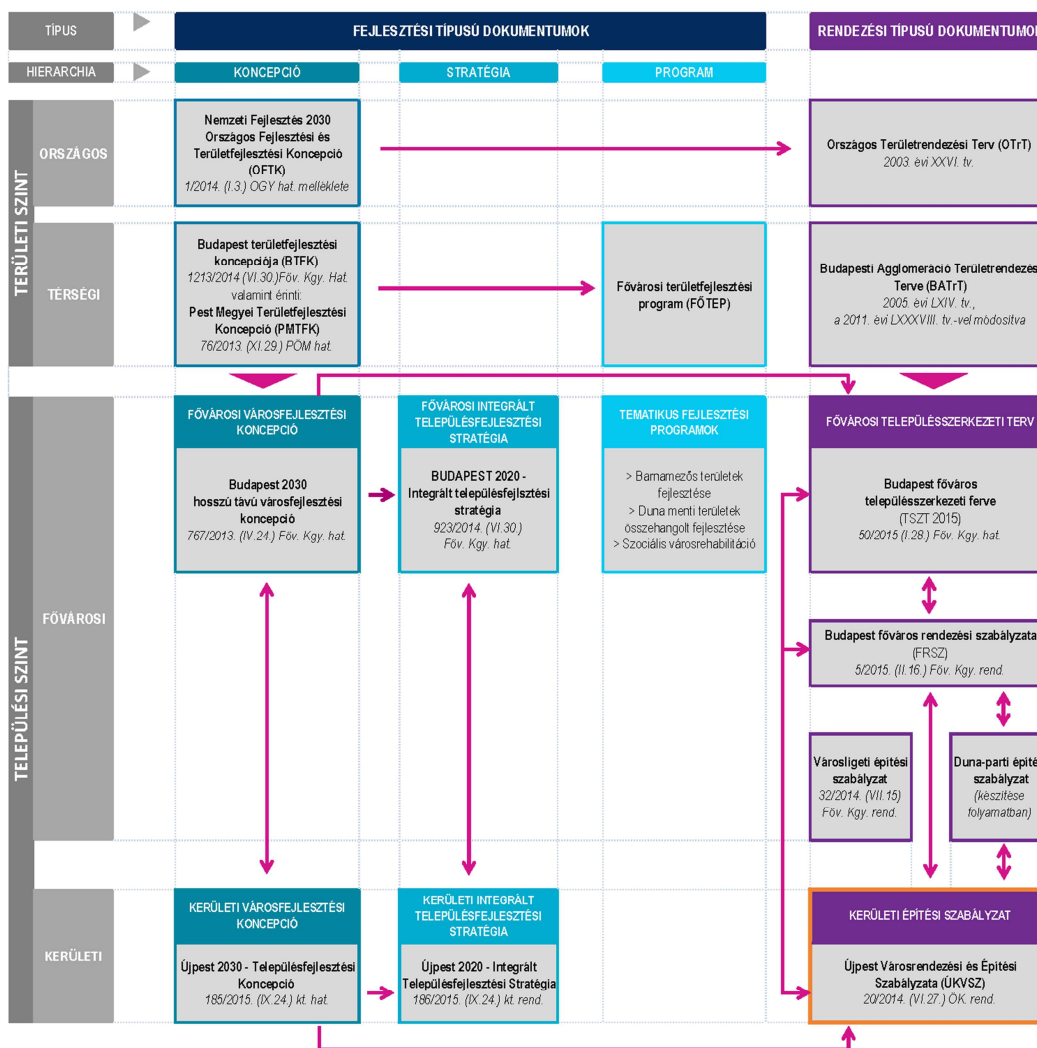 TÍPUS
FEJLESZTÉSI TÍPUSÚ DOKUMENTUMOK
RENDEZÉSI TÍPUSÚ DOKUMENTUMOK
HIERARCHIA
KONCEPCIÓ
STRATÉGIA
PROGRAM
TERÜLETI SZINT
ORSZÁGOS
Nemzeti Fejlesztés 2030
Országos Fejlesztési és
Területfejlesztési Koncepció
(OFTK)
1/2014. (I.3.) OGY hat. melléklete
Országos Területrendezési Terv (OTrT)
2003. évi XXVI. tv.
TÉRSÉGI
Budapest területfejlesztési
koncepciója (BTFK)
1213/2014 (VI.30.)Föv. Kgy. Hat.
valamint érinti:
Pest Megyei Területfejlesztési
Koncepció (PMTFK)
76/2013. (XI.29.) PÖM hat.
Fővárosi területfejlesztési
program (FŐTEP)
Budapesti Agglomeráció Területrendezés
Terve (BATrT)
2005. évi LXIV. tv.,
a 2011. évi LXXXVIII. tv.-vel módosítva
TELEPÜLÉSI SZINT
FŐVÁROSI
FŐVÁROSI VÁROSFEJLESZTÉSI
KONCEPCIÓ
Budapest 2030
hosszú távú városfejlesztési
koncepció
767/2013. (IV.24.) Föv. Kgy. hat.
FŐVÁROSI INTEGRÁLT
TELEPÜLÉSFEJLESZTÉSI
STRATÉGIA
BUDAPEST 2020 -
Integrált településfejlsztési
stratégia
923/2014. (VI.30.)
Föv. Kgy. hat.
TEMATIKUS FEJLESZTÉSI
PROGRAMOK
> Barnamezős területek
fejlesztése
> Duna menti területek
összehangolt fejlesztése
> Szociális városrehabilitáció
FŐVÁROSI TELEPÜLÉSSZERKEZETI TERV
Budapest főváros
településszerkezeti ferve
(TSZT 2015)
50/2015 (I.28.) Föv. Kgy. hat.
Budapest főváros rendezési szabályzata
(FRSZ)
5/2015. (II.16.) Föv. Kgy. rend.
Városligeti építési
szabályzat
32/2014. (VII.15)
Föv. Kgy. rend.
Duna-parti építé
szabályzat
(készítése
folyamatban)
KERÜLETI
KERÜLETI VÁROSFEJLESZTÉSI
KONCEPCIÓ
Újpest 2030 - Településfejlesztési
Koncepció
185/2015. (IX.24.) kt. hat.
KERÜLETI INTEGRÁLT
TELEPÜLÉSFEJLESZTÉSI
STRATÉGIA
Újpest 2020 - Integrált
Településfejlesztési Stratégia
186/2015. (IX.24.) kt. rend.
KERÜLETI ÉPÍTÉSI SZABÁLYZAT
Újpest Városrendezési és Építési
Szabályzata (ÚKVSZ)
20/2014. (VI.27.) ÖK. rend.